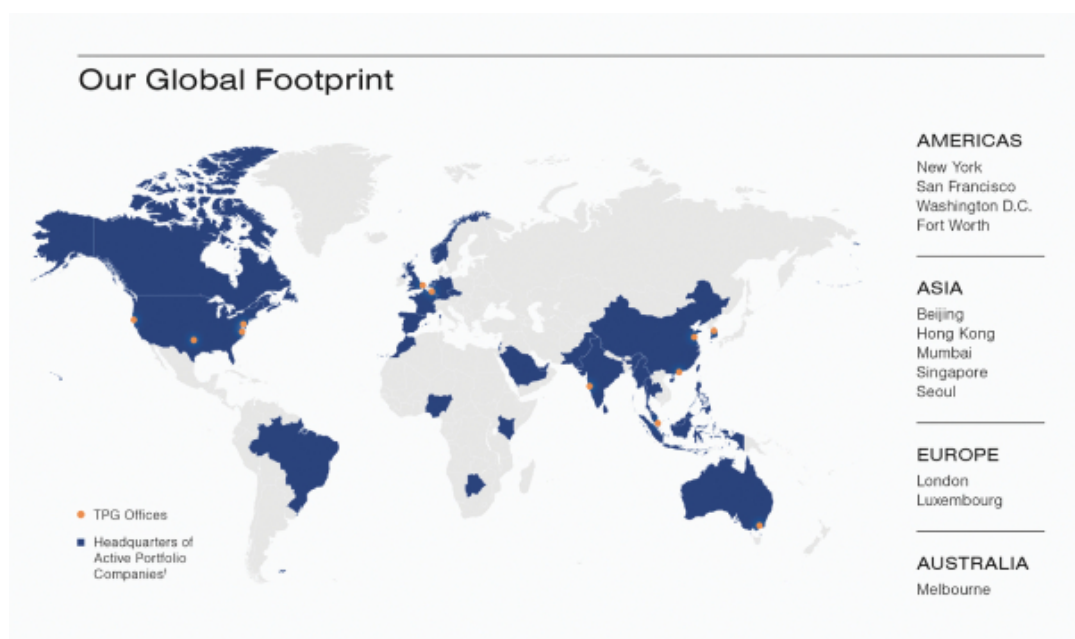 Our Global Footprint
AMERICAS
New York
San Francisco
Washington D.C.
Fort Worth
ASIA
Beijing
Hong Kong
Mumbai
Singapore
Seoul
EUROPE
London
Luxembourg
AUSTRALIA
Melbourne
TPG Offices
Headquarters of
Active Portfolio
Companies¹